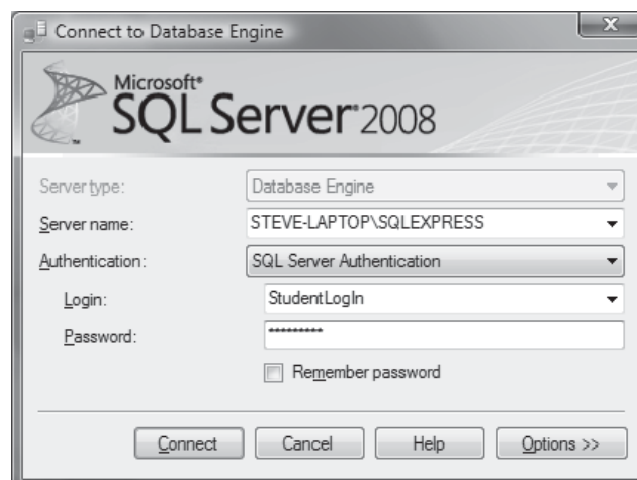 Connect to Database Engine
Microsoft®
SQL Server® 2008
Server type: Database Engine
Server name: STEVE-LAPTOP\SQLEXPRESS
Authentication: SQL Server Authentication
Login: StudentLogIn
Password: *********
Remember password
Connect Cancel Help Options >>